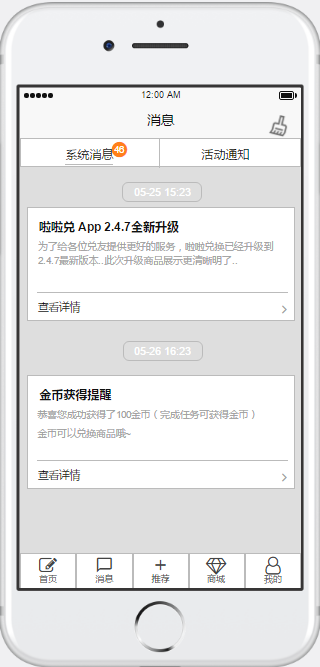 12:00 AM
消息
系统消息 46
活动通知
05-25 15:23
啦啦兑 App 2.4.7全新升级
为了给各位兑友提供更好的服务，啦啦兑换已经升级到
2.4.7最新版本..此次升级商品展示更清晰明了..
查看详情
05-26 16:23
金币获得提醒
恭喜您成功获得了100金币（完成任务可获得金币）
金币可以兑换商品哦~
查看详情
首页
消息
推荐
商城
我的